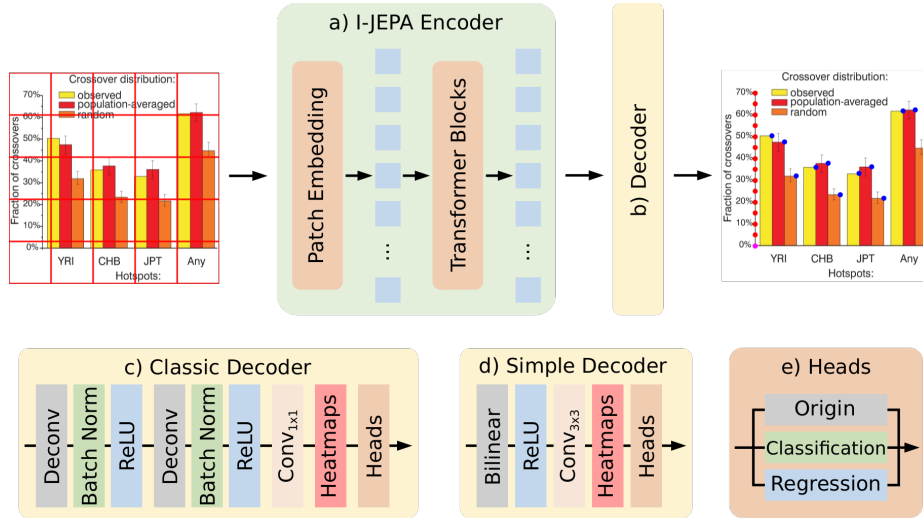 a) I-JEPA Encoder
Crossover distribution:
70%
observed
population-averaged
60%
random
50%
40%
30%
20%
10%
0%
Fraction of crossovers
YRI CHB JPT Any
Hotspots:
Patch Embedding
...
Transformer Blocks
...
b) Decoder
Crossover distribution:
70%
observed
population-averaged
60%
random
50%
40%
30%
20%
10%
0%
Fraction of crossovers
YRI CHB JPT Any
Hotspots:
c) Classic Decoder
Deconv
Batch Norm
ReLU
Deconv
Batch Norm
ReLU
Conv1x1
Heatmaps
Heads
d) Simple Decoder
Bilinear
ReLU
Conv3x3
Heatmaps
Heads
e) Heads
Origin
Classification
Regression